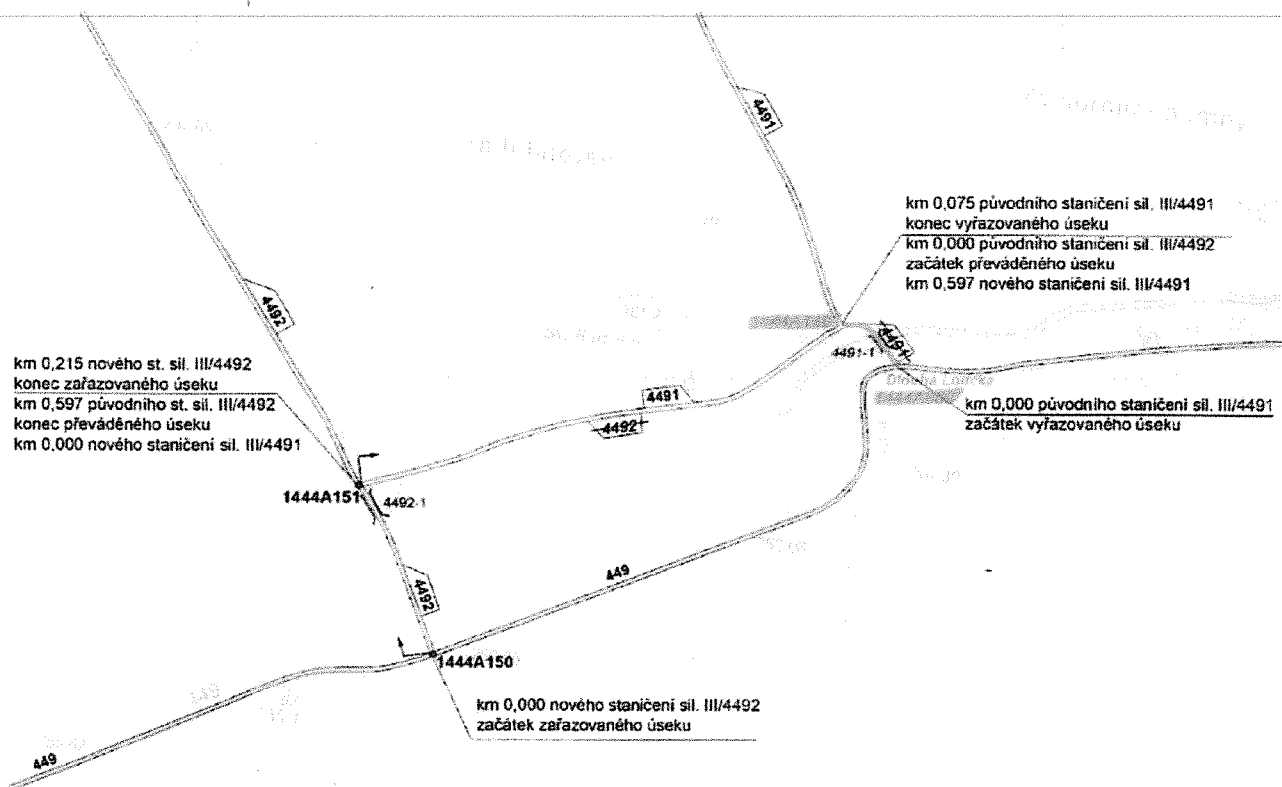 4491
km 0,075 původního staničení sil. III/4491
konec vyřazovaného úseku
km 0,000 původního staničení sil. III/4492
začátek převáděného úseku
km 0,597 nového staničení sil. III/4491
4492
4491
4491-1
km 0,215 nového st. sil. III/4492
konec zařazovaného úseku
km 0,597 původního st. sil. III/4492
konec převáděného úseku
km 0,000 nového staničení sil. III/4491
Dlouhá Loučka
4491
4492
km 0,000 původního staničení sil. III/4491
začátek vyřazovaného úseku
1444A151
4492-1
449
4492
1444A150
km 0,000 nového staničení sil. III/4492
začátek zařazovaného úseku
449
449